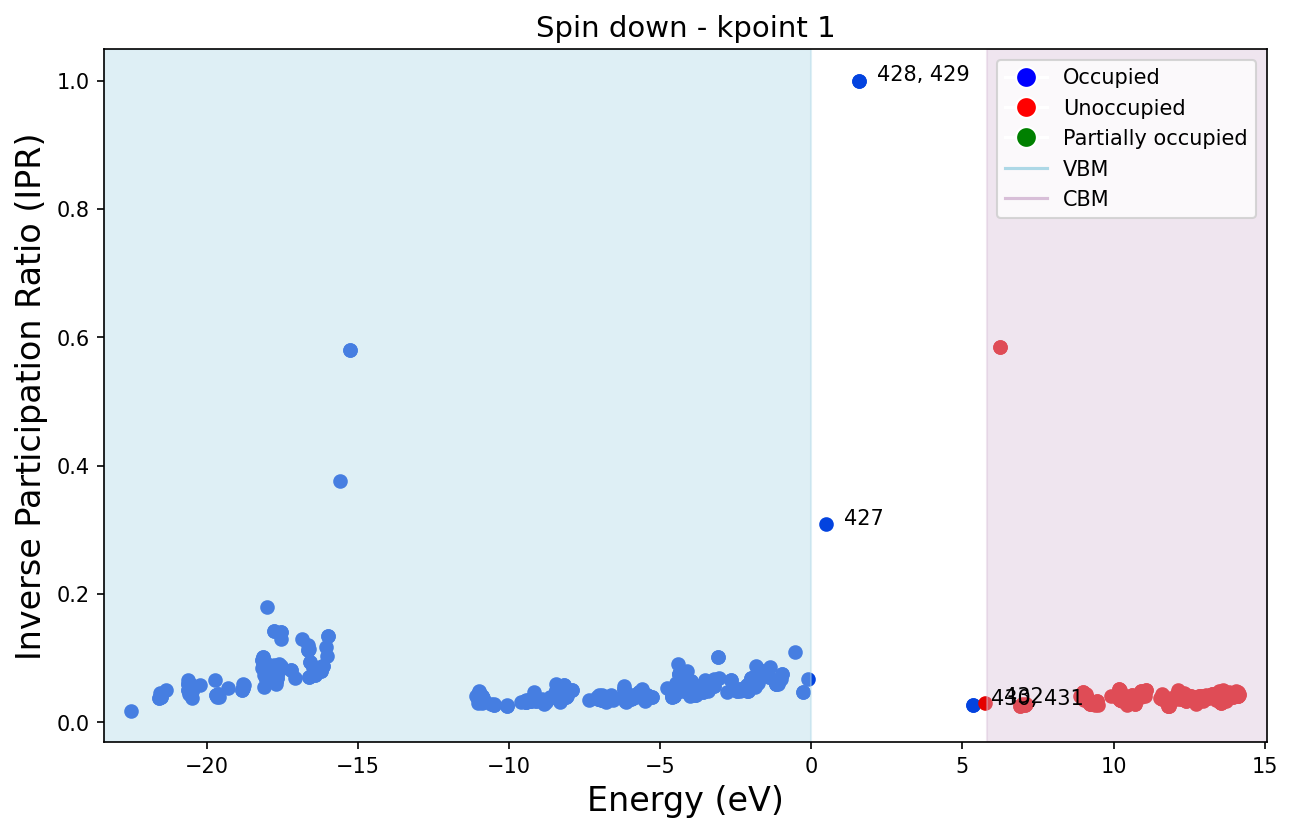 Spin down - kpoint 1
Inverse Participation Ratio (IPR)
1.0
0.8
0.6
0.4
0.2
0.0
428, 429
427
432
430, 431
Occupied
Unoccupied
Partially occupied
VBM
CBM
−20
−15
−10
−5
0
5
10
15
Energy (eV)